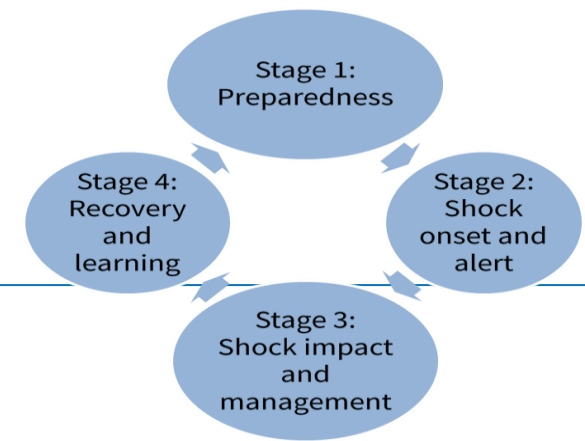 Stage 1:
Preparedness
Stage 2:
Shock
onset and
alert
Stage 3:
Shock impact
and
management
Stage 4:
Recovery
and
learning